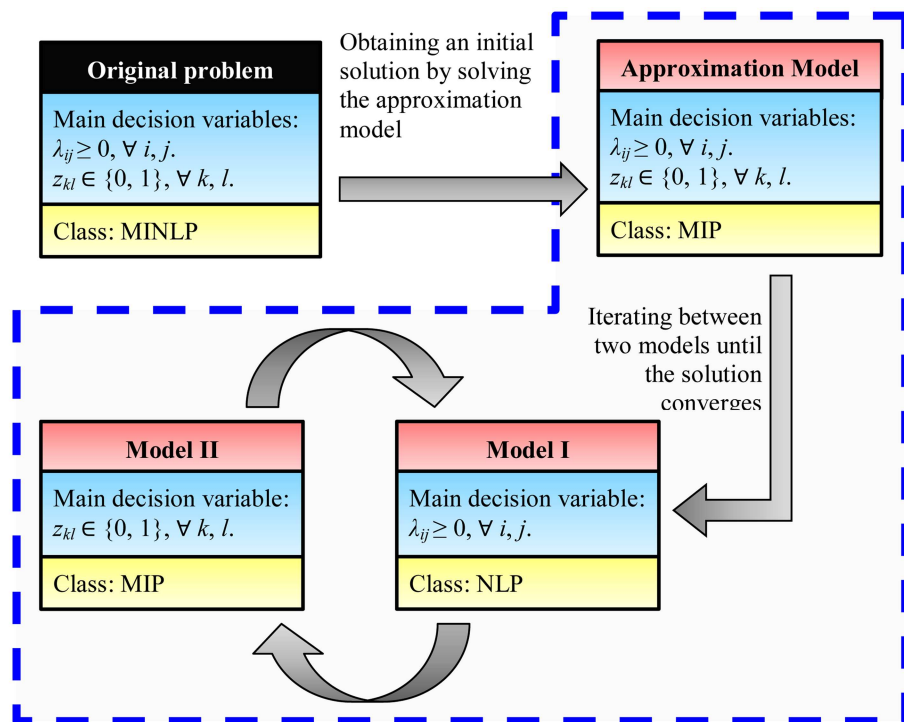 Original problem
Main decision variables:
λij ≥ 0, ∀ i, j.
zkl ∈ {0, 1}, ∀ k, l.
Class: MINLP
Obtaining an initial
solution by solving
the approximation
model
Approximation Model
Main decision variables:
λij ≥ 0, ∀ i, j.
zkl ∈ {0, 1}, ∀ k, l.
Class: MIP
Iterating between
two models until
the solution
converges
Model II
Main decision variable:
zkl ∈ {0, 1}, ∀ k, l.
Class: MIP
Model I
Main decision variable:
λij ≥ 0, ∀ i, j.
Class: NLP